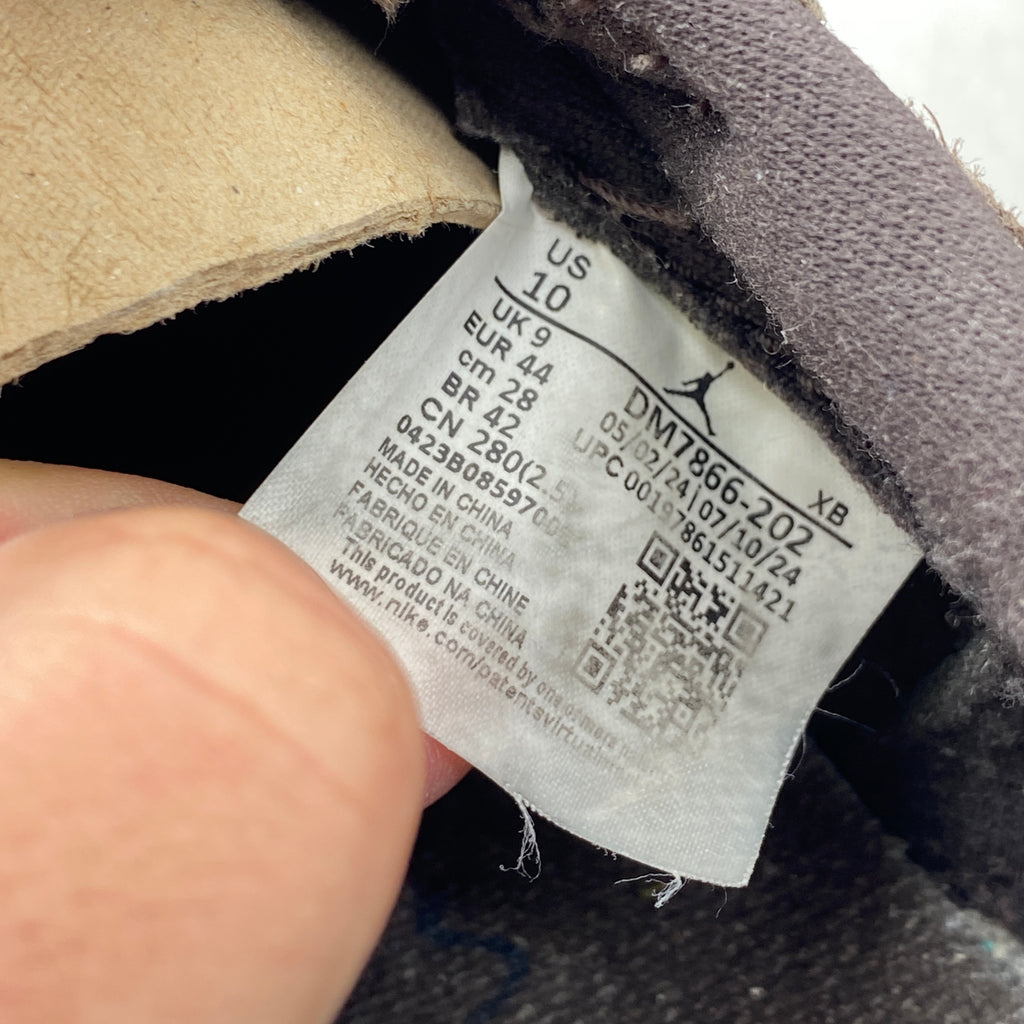 US
10
UK 9
EUR 44
cm 28
BR 42
CN 280(2.5)
0423B085970
MADE IN CHINA
HECHO EN CHINA
FABRIQUE EN CHINE
FABRICADO NA CHINA
This product is covered by one or more
www.nike.com/patentsvirtual
XB
DM7866-202
05/02/24|07/10/24
UPC 00197861511421